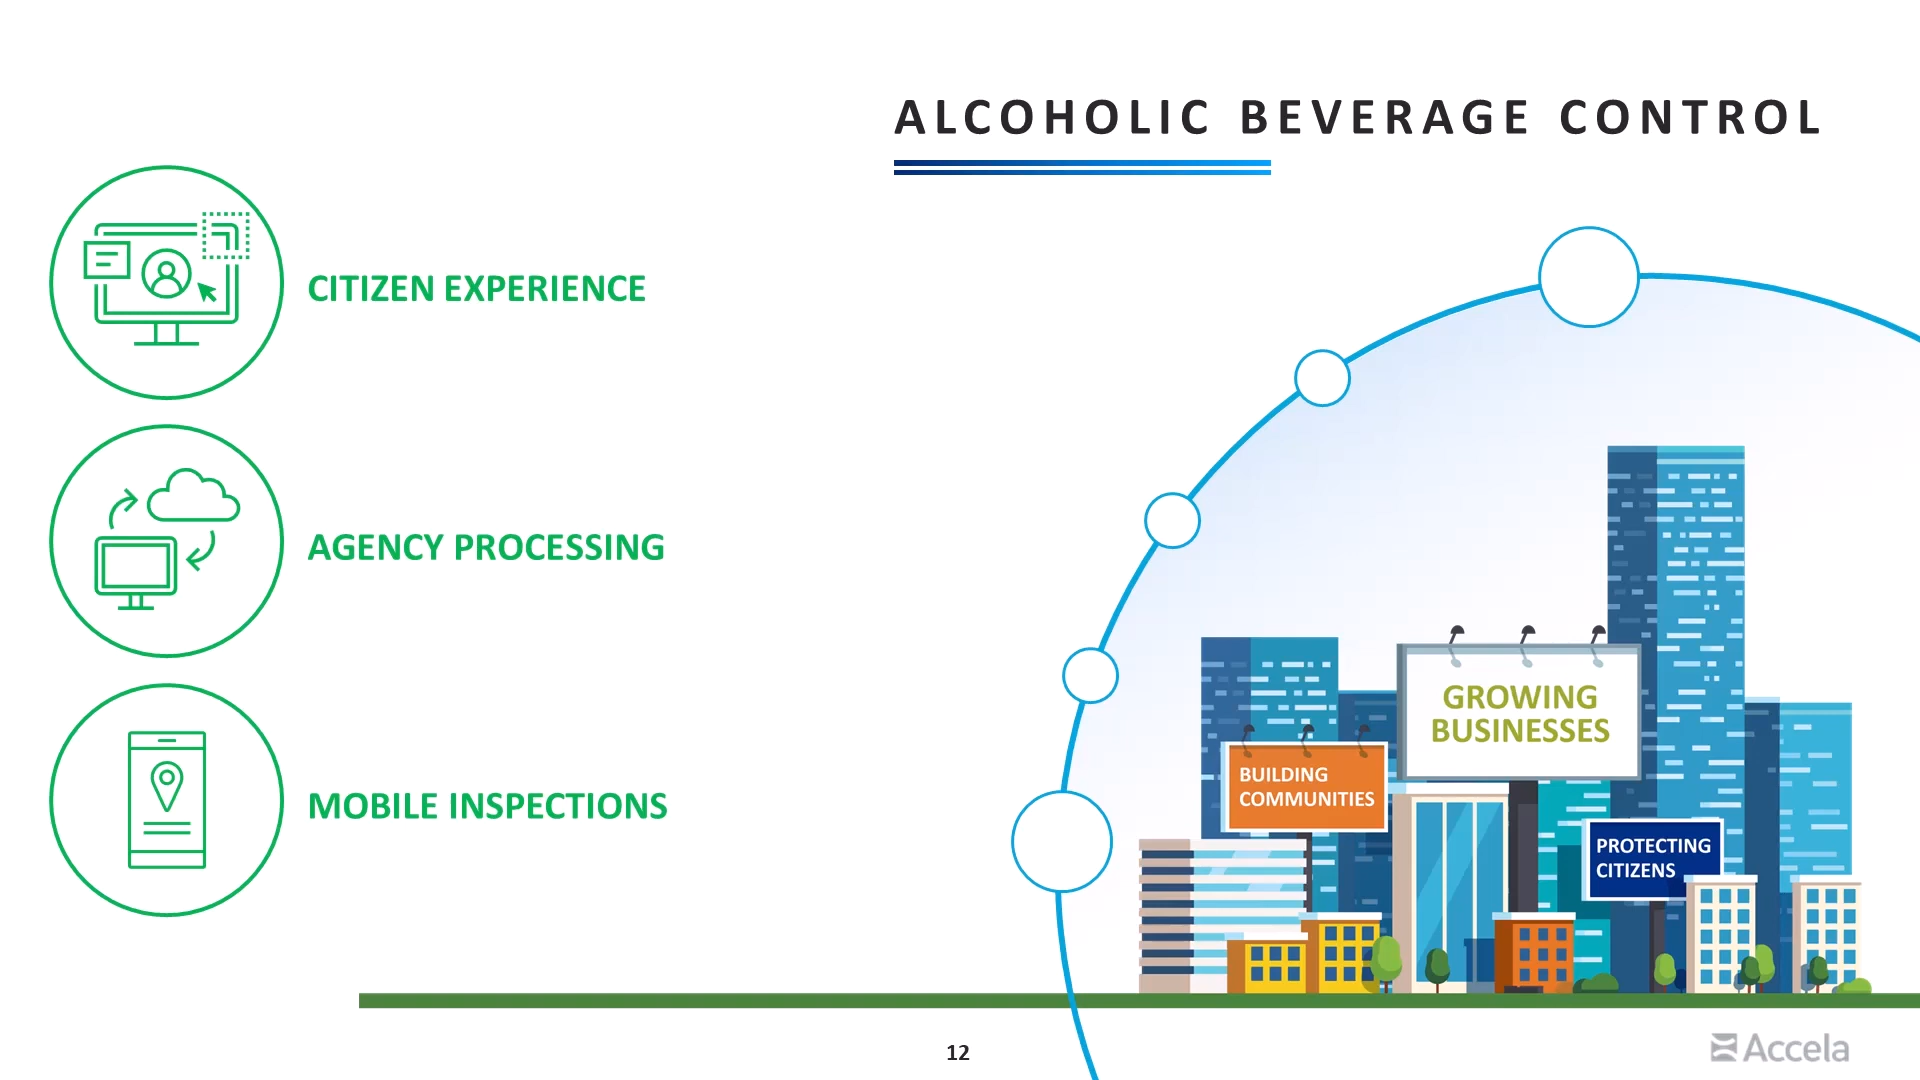 ALCOHOLIC BEVERAGE CONTROL
CITIZEN EXPERIENCE
AGENCY PROCESSING
MOBILE INSPECTIONS
GROWING
BUSINESSES
BUILDING
COMMUNITIES
PROTECTING
CITIZENS
12
Accela